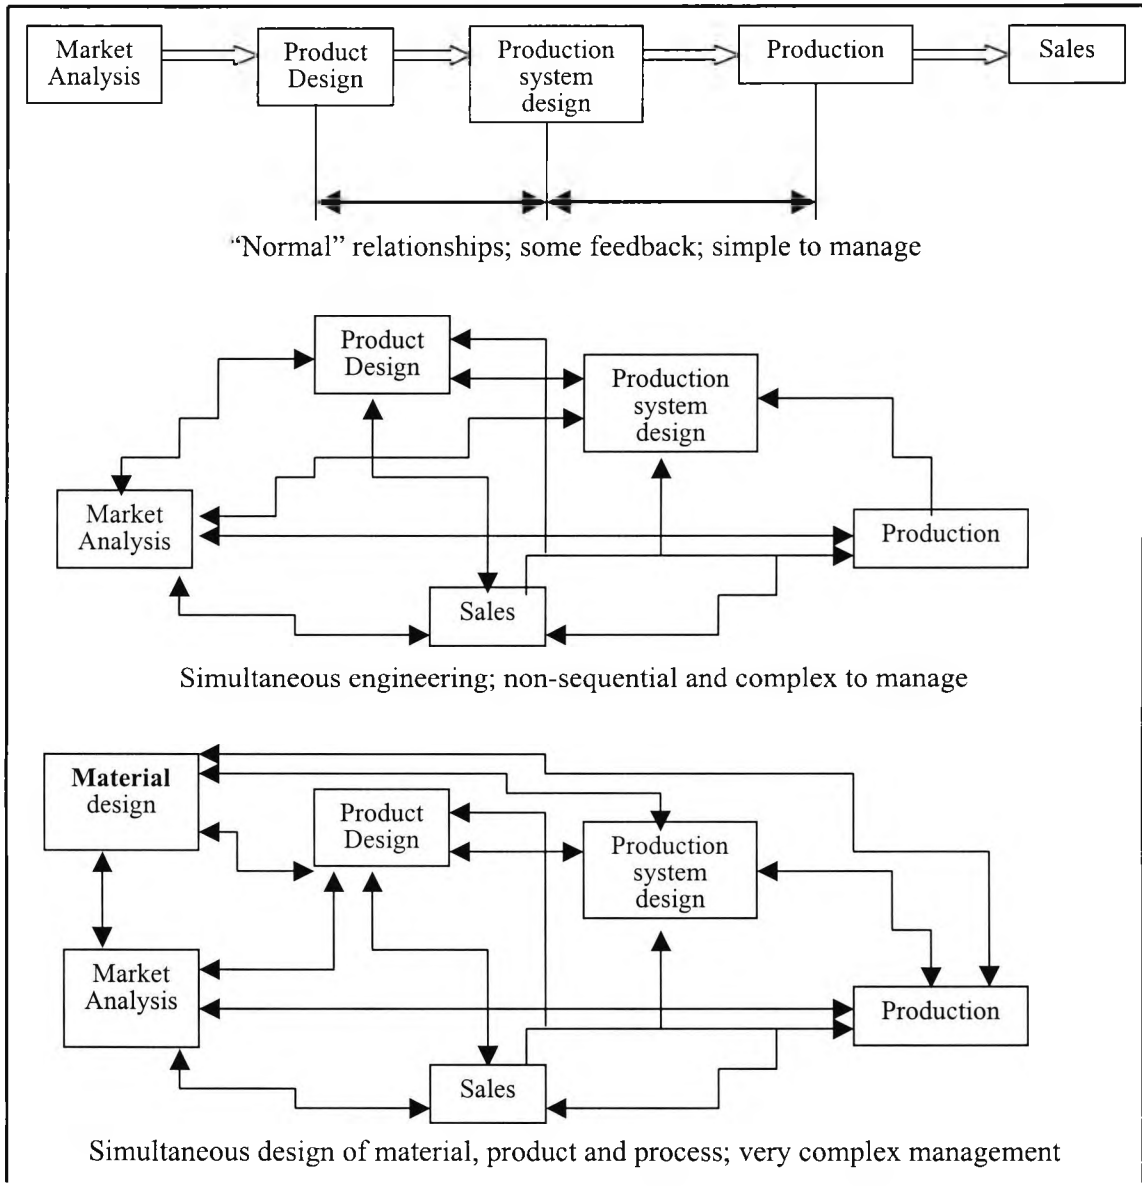 Market
Analysis
Product
Design
Production
system
design
Production
Sales
“Normal” relationships; some feedback; simple to manage
Product
Design
Production
system
design
Market
Analysis
Production
Sales
Simultaneous engineering; non-sequential and complex to manage
Material
design
Product
Design
Production
system
design
Market
Analysis
Production
Sales
Simultaneous design of material, product and process; very complex management